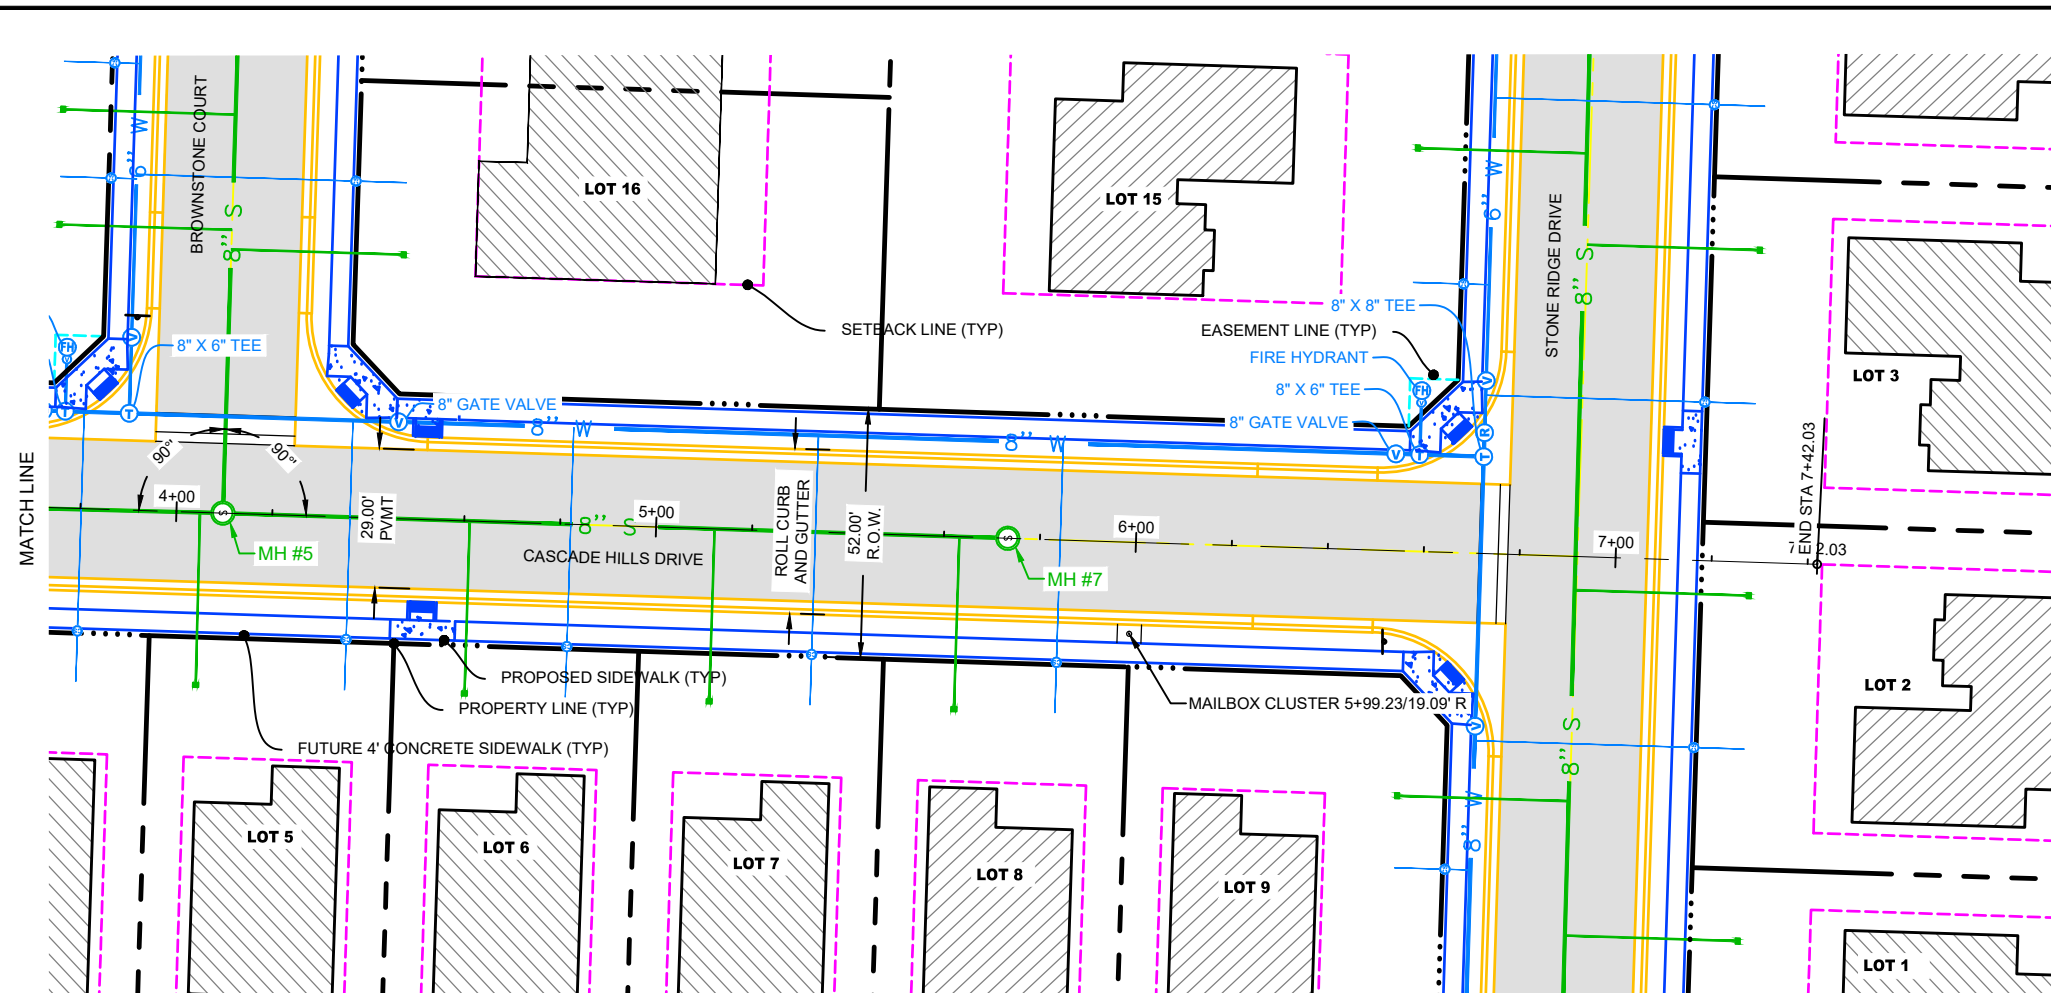 BROWNSTONE COURT
6'' W
8'' S
8" X 6" TEE
FH
V
T
T
LOT 16
SETBACK LINE (TYP)
LOT 15
8" X 8" TEE
EASEMENT LINE (TYP)
FIRE HYDRANT
8" X 6" TEE
8" GATE VALVE
FH
V
T
V
R
T
6'' W
STONE RIDGE DRIVE
8'' S
LOT 3
8" GATE VALVE
V
8'' W
8'' W
MATCH LINE
90°
90°
4+00
S
MH #5
29.00'
PVMT
8'' S
5+00
CASCADE HILLS DRIVE
ROLL CURB
AND GUTTER
52.00'
R.O.W.
S
MH #7
6+00
7+00
END STA 7+42.03
LOT 2
PROPOSED SIDEWALK (TYP)
PROPERTY LINE (TYP)
FUTURE 4' CONCRETE SIDEWALK (TYP)
MAILBOX CLUSTER 5+99.23/19.09' R
V
8'' W
8'' S
LOT 5
LOT 6
LOT 7
LOT 8
LOT 9
LOT 1